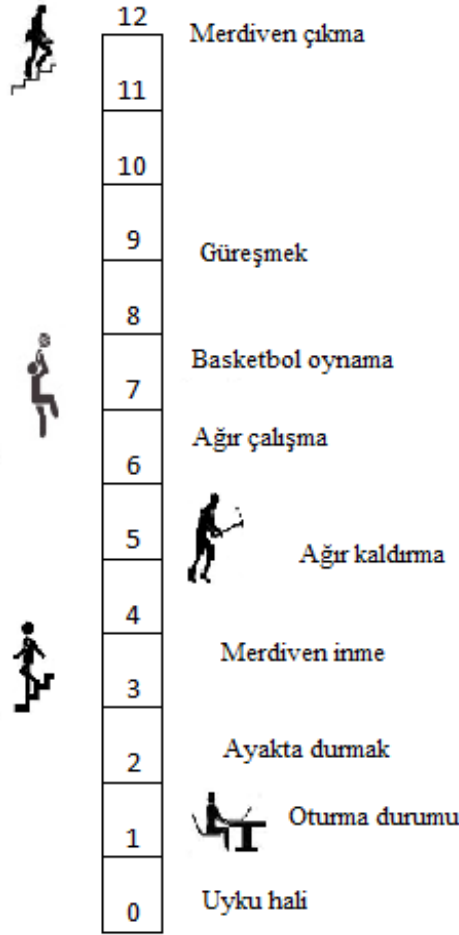 12 Merdiven çıkma
11
10
9 Güreşmek
8
Basketbol oynama
7
Ağır çalışma
6
5 Ağır kaldırma
4
Merdiven inme
3
Ayakta durmak
2
Oturma durumu
1
Uyku hali
0